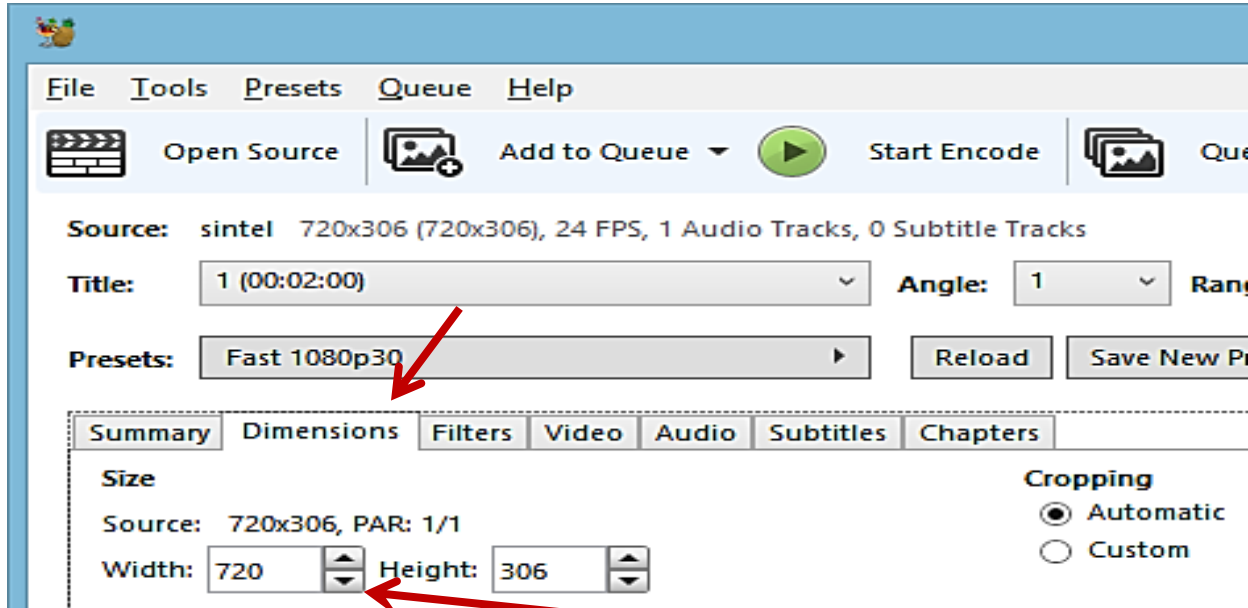 File Tools Presets Queue Help
Open Source Add to Queue Start Encode
Source: sintel 720x306 (720x306), 24 FPS, 1 Audio Tracks, 0 Subtitle Tracks
Title: 1 (00:02:00) Angle: 1
Presets: Fast 1080p30 Reload Save New
Summary Dimensions Filters Video Audio Subtitles Chapters
Size Cropping
Source: 720x306, PAR: 1/1 Automatic
Width: 720 Height: 306 Custom